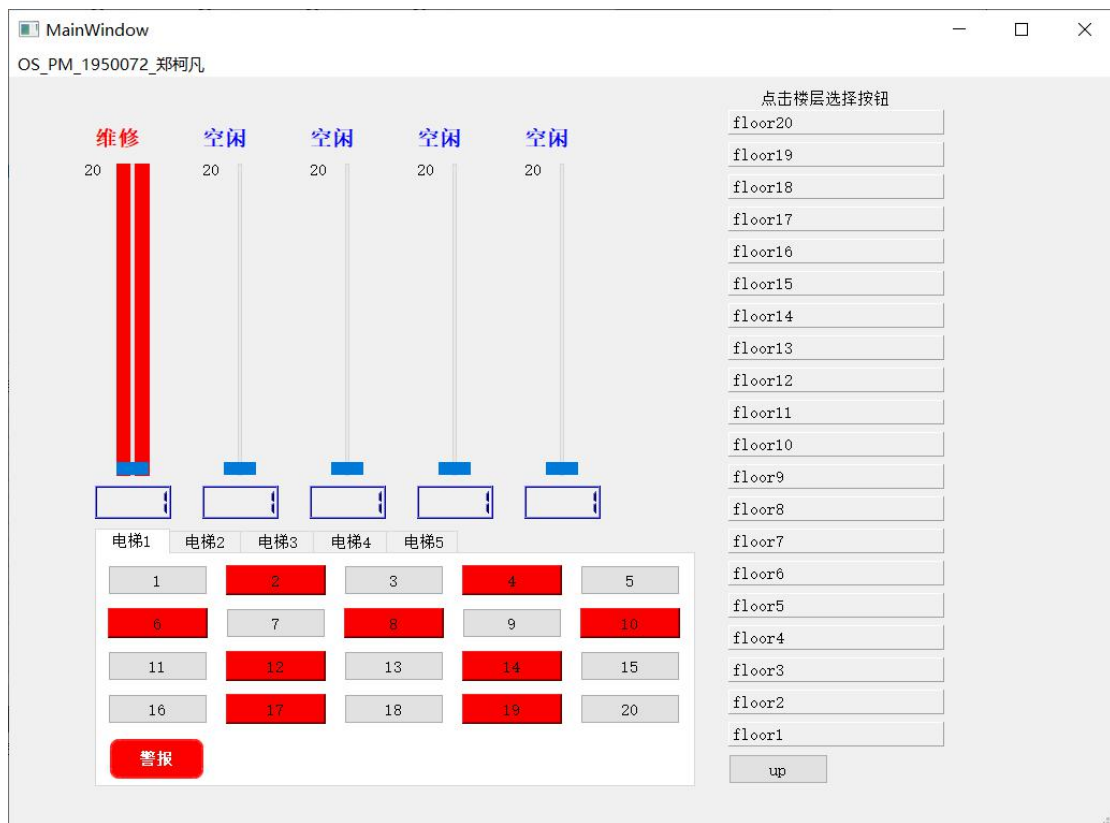 MainWindow
OS_PM_1950072_郑柯凡
点击楼层选择按钮
维修 空闲 空闲 空闲 空闲
20 20 20 20 20
1 1 1 1 1
电梯1 电梯2 电梯3 电梯4 电梯5
1 2 3 4 5
6 7 8 9 10
11 12 13 14 15
16 17 18 19 20
警报
floor20
floor19
floor18
floor17
floor16
floor15
floor14
floor13
floor12
floor11
floor10
floor9
floor8
floor7
floor6
floor5
floor4
floor3
floor2
floor1
up